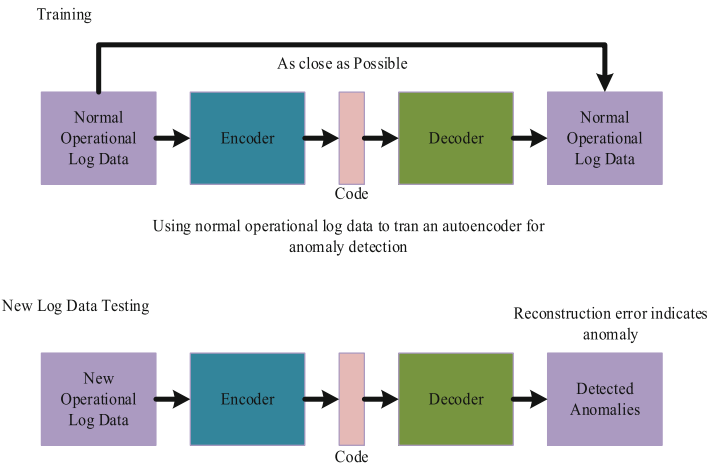 Training
As close as Possible
Normal
Operational
Log Data
Encoder
Code
Decoder
Normal
Operational
Log Data
Using normal operational log data to tran an autoencoder for
anomaly detection
New Log Data Testing
Reconstruction error indicates
anomaly
New
Operational
Log Data
Encoder
Code
Decoder
Detected
Anomalies